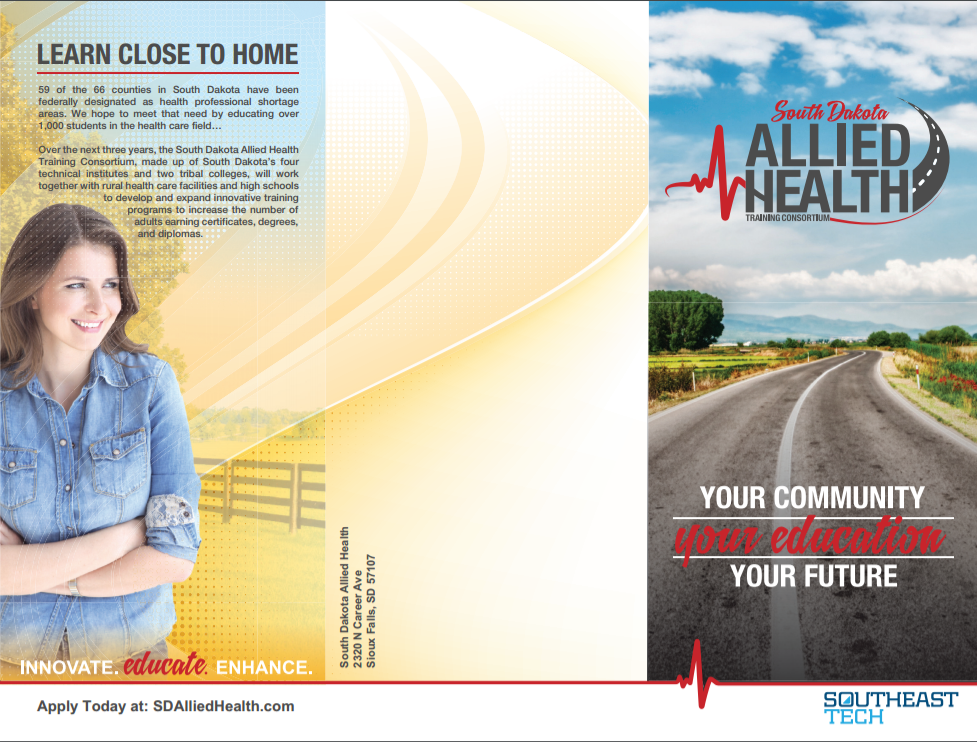 LEARN CLOSE TO HOME
59 of the 66 counties in South Dakota have been
federally designated as health professional shortage
areas. We hope to meet that need by educating over
1,000 students in the health care field…
Over the next three years, the South Dakota Allied Health
Training Consortium, made up of South Dakota's four
technical institutes and two tribal colleges, will work
together with rural health care facilities and high schools
to develop and expand innovative training
programs to increase the number of
adults earning certificates, degrees,
and diplomas.
INNOVATE. educate. ENHANCE.
Apply Today at: SDAlliedHealth.com
South Dakota Allied Health
2320 N Career Ave
Sioux Falls, SD 57107
South Dakota
ALLIED
HEALTH
TRAINING CONSORTIUM
YOUR COMMUNITY
your education
YOUR FUTURE
SOUTHEAST
TECH